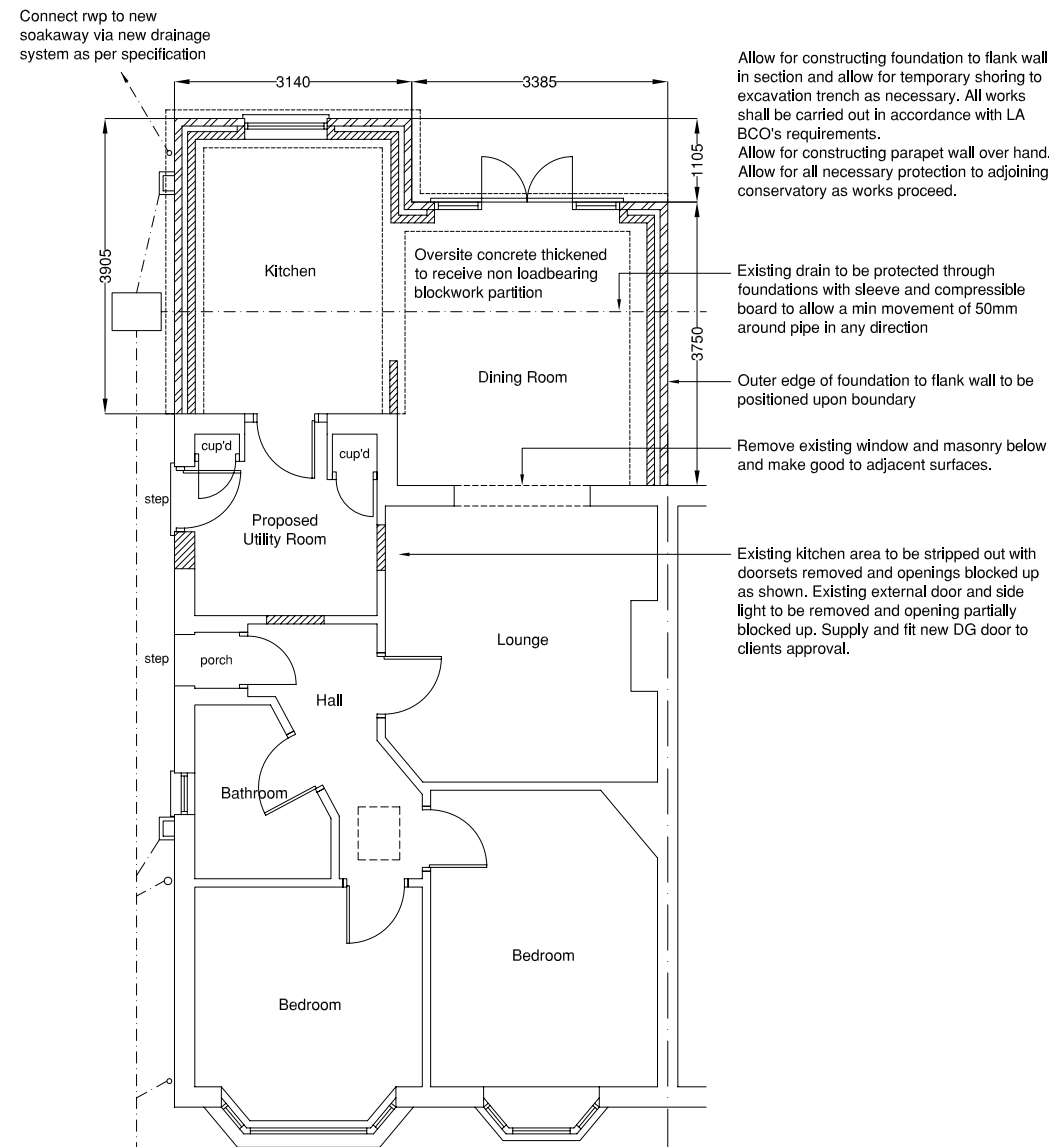 Connect rwp to new
soakaway via new drainage
system as per specification
3140
3385
Allow for constructing foundation to flank wall
in section and allow for temporary shoring to
excavation trench as necessary. All works
shall be carried out in accordance with LA
BCO's requirements.
Allow for constructing parapet wall over hand.
Allow for all necessary protection to adjoining
conservatory as works proceed.
1105
3905
Kitchen
Oversite concrete thickened
to receive non loadbearing
blockwork partition
Existing drain to be protected through
foundations with sleeve and compressible
board to allow a min movement of 50mm
around pipe in any direction
3750
Dining Room
Outer edge of foundation to flank wall to be
positioned upon boundary
cup'd
cup'd
Remove existing window and masonry below
and make good to adjacent surfaces.
step
Proposed
Utility Room
Existing kitchen area to be stripped out with
doorsets removed and openings blocked up
as shown. Existing external door and side
light to be removed and opening partially
blocked up. Supply and fit new DG door to
clients approval.
Lounge
step
porch
Hall
Bathroom
Bedroom
Bedroom